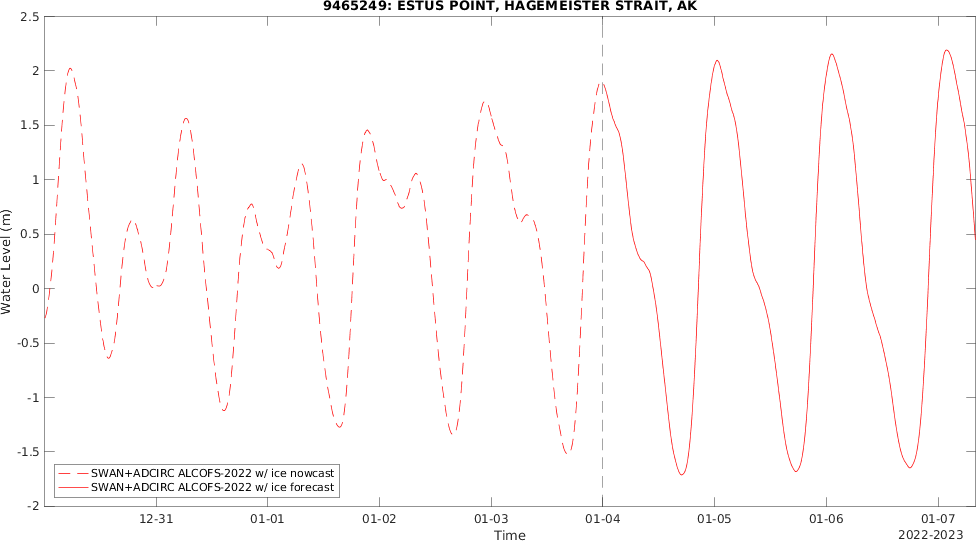 9465249: ESTUS POINT, HAGEMEISTER STRAIT, AK
2.5
2
1.5
1
0.5
0
-0.5
-1
-1.5
-2
Water Level (m)
SWAN+ADCIRC ALCOFS-2022 w/ ice nowcast
SWAN+ADCIRC ALCOFS-2022 w/ ice forecast
12-31 01-01 01-02 01-03 01-04 01-05 01-06 01-07
Time
2022-2023